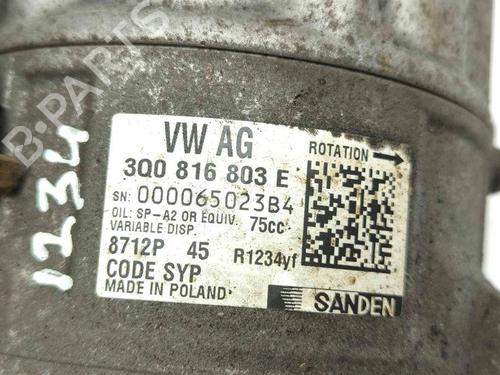 VW AG
ROTATION
3Q0 816 803 E
SN: 000065023B4
OIL: SP-A2 OR EQUIV. 75cc
VARIABLE DISP.
8712P 45 R1234yf
CODE SYP
MADE IN POLAND
SANDEN
1234
B-PARTS